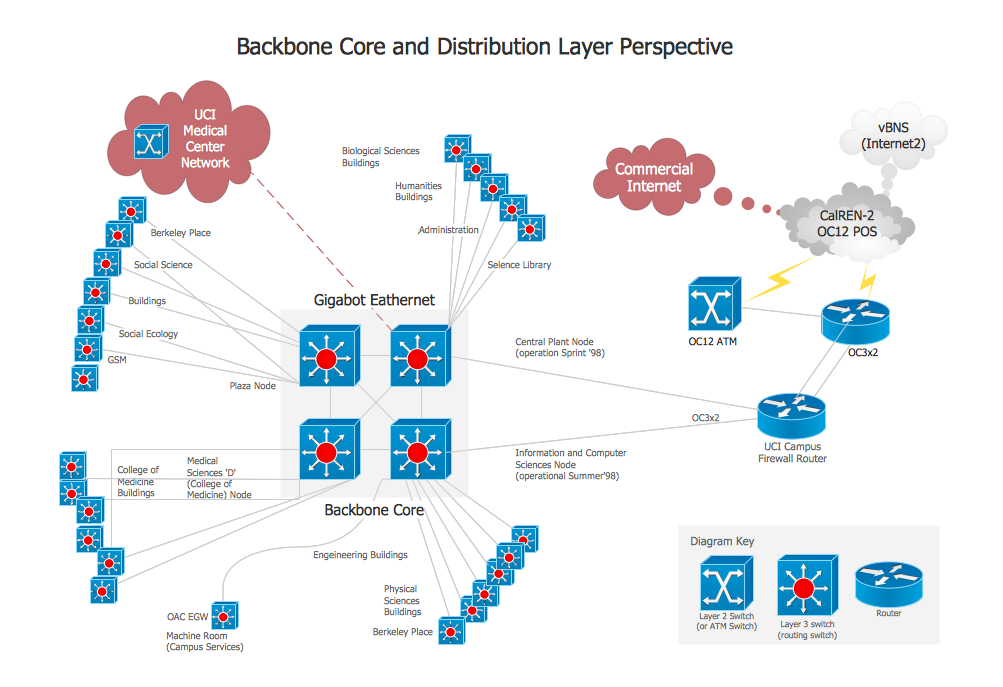 Backbone Core and Distribution Layer Perspective
UCI
Medical
Center
Network
Biological Sciences
Buildings
Humanities
Buildings
Administration
Selence Library
Commercial
Internet
vBNS
(Internet2)
CalREN-2
OC12 POS
Berkeley Place
Social Science
Buildings
Social Ecology
GSM
Plaza Node
Gigabot Eathernet
OC12 ATM
OC3x2
Central Plant Node
(operation Sprint '98)
OC3x2
UCI Campus
Firewall Router
Information and Computer
Sciences Node
(operational Summer'98)
College of
Medicine
Buildings
Medical
Sciences 'D'
(College of
Medicine) Node
Backbone Core
Engeineering Buildings
Physical
Sciences
Buildings
Berkeley Place
OAC EGW
Machine Room
(Campus Services)
Diagram Key
Layer 2 Switch
(or ATM Switch)
Layer 3 switch
(routing switch)
Router